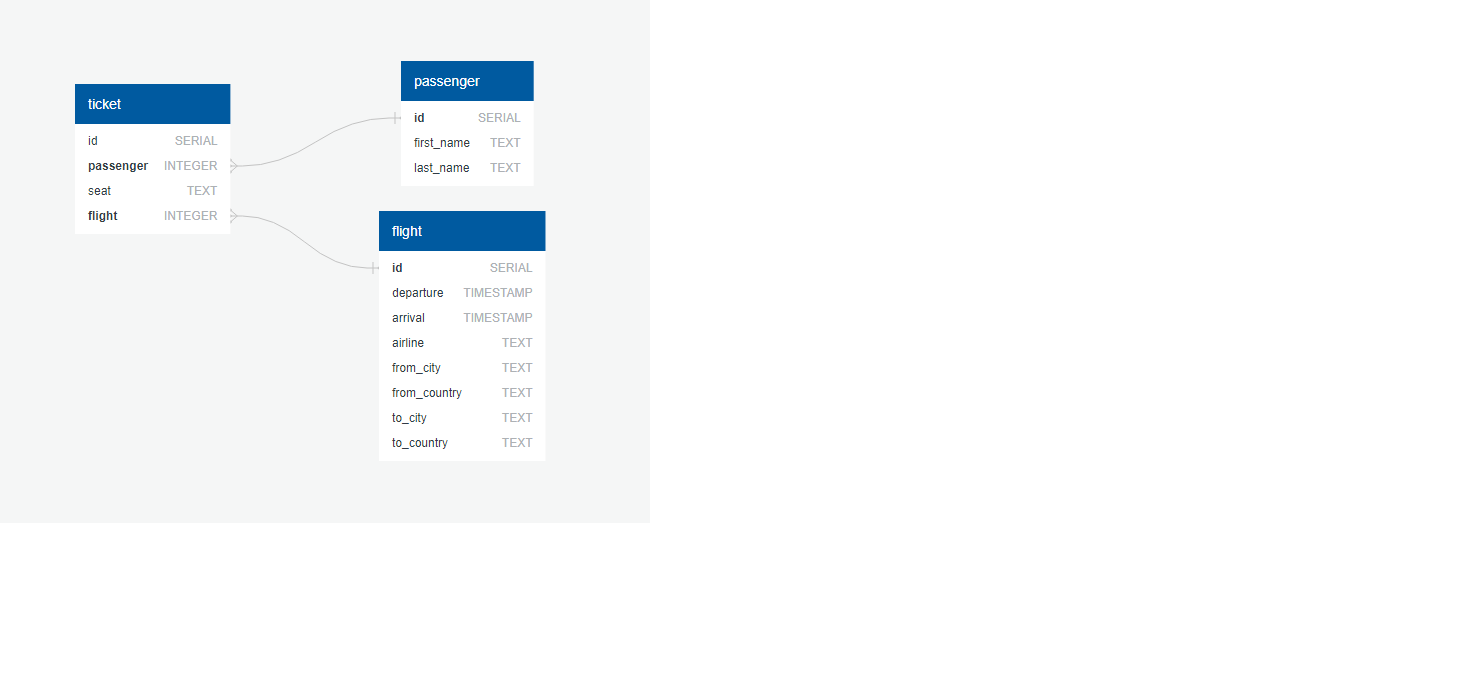 ticket
id SERIAL
passenger INTEGER
seat TEXT
flight INTEGER
passenger
id SERIAL
first_name TEXT
last_name TEXT
flight
id SERIAL
departure TIMESTAMP
arrival TIMESTAMP
airline TEXT
from_city TEXT
from_country TEXT
to_city TEXT
to_country TEXT